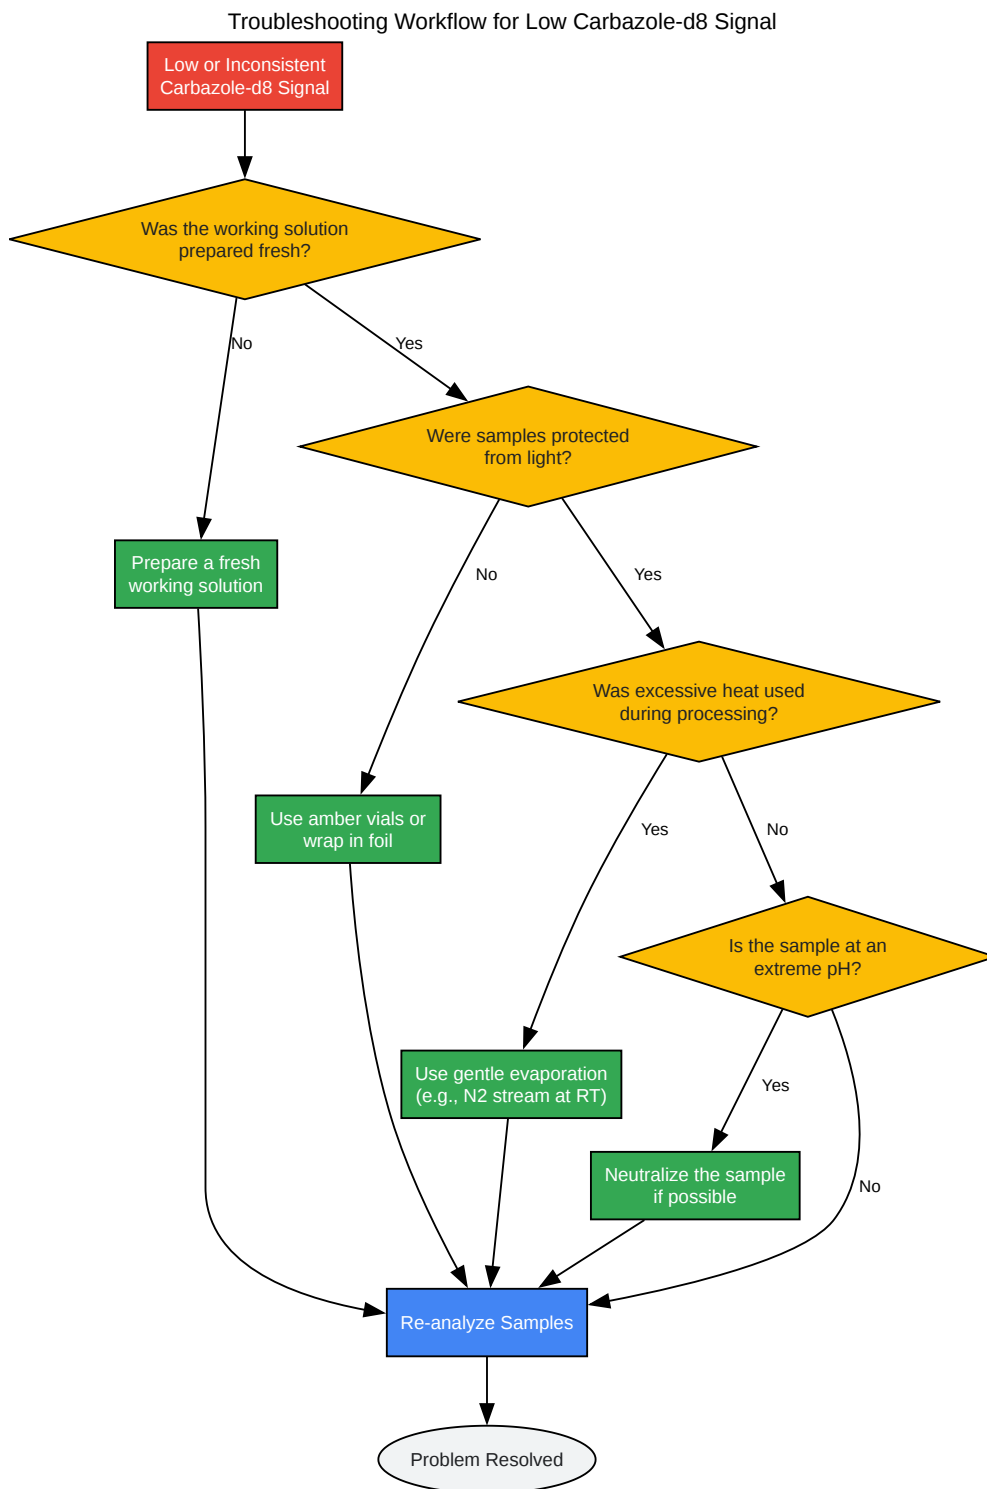 Troubleshooting Workflow for Low Carbazole-d8 Signal
Low or Inconsistent
Carbazole-d8 Signal
Was the working solution
prepared fresh?
No
Yes
Were samples protected
from light?
Prepare a fresh
working solution
No
Yes
Was excessive heat used
during processing?
Use amber vials or
wrap in foil
Yes
No
Is the sample at an
extreme pH?
Use gentle evaporation
(e.g., N2 stream at RT)
Yes
Neutralize the sample
if possible
No
Re-analyze Samples
Problem Resolved